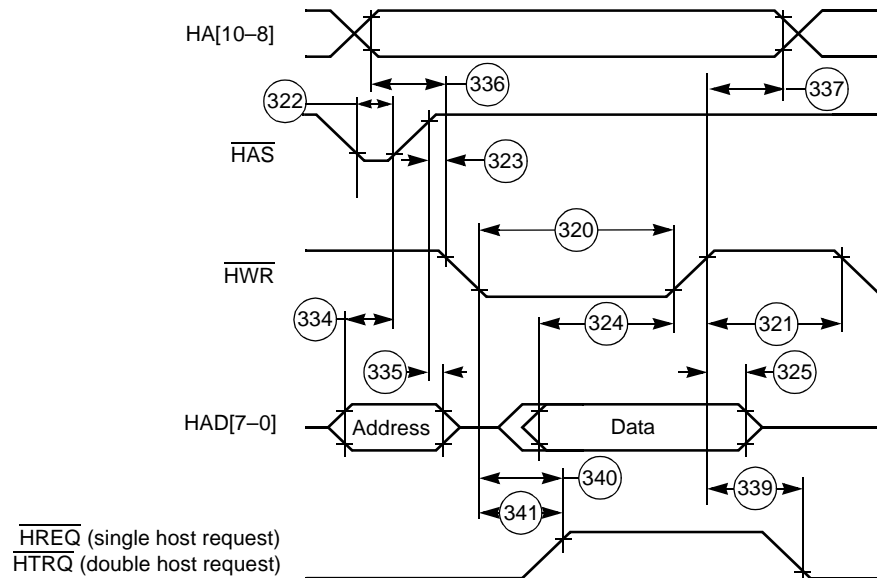 HA[10–8]
336
337
322
HAS
323
320
HWR
334
324
321
335
325
HAD[7–0]
Address
Data
340
339
341
HREQ (single host request)
HTRQ (double host request)